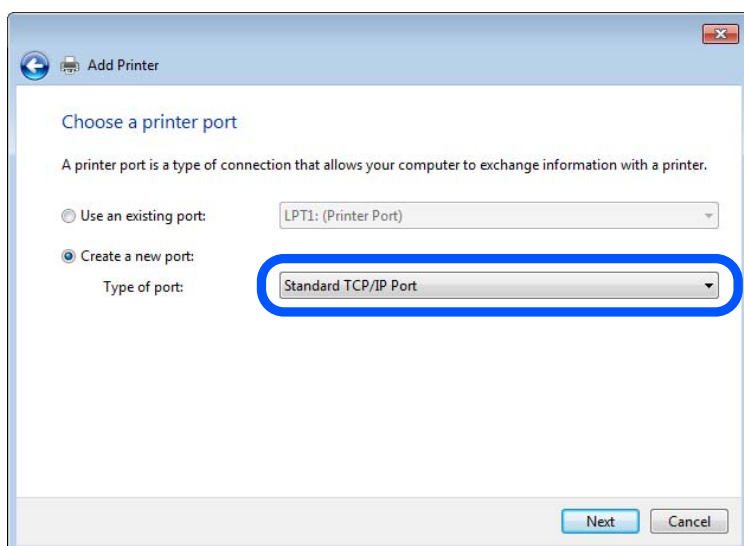 Add Printer
Choose a printer port
A printer port is a type of connection that allows your computer to exchange information with a printer.
Use an existing port: LPT1: (Printer Port)
Create a new port:
Type of port: Standard TCP/IP Port
Next Cancel